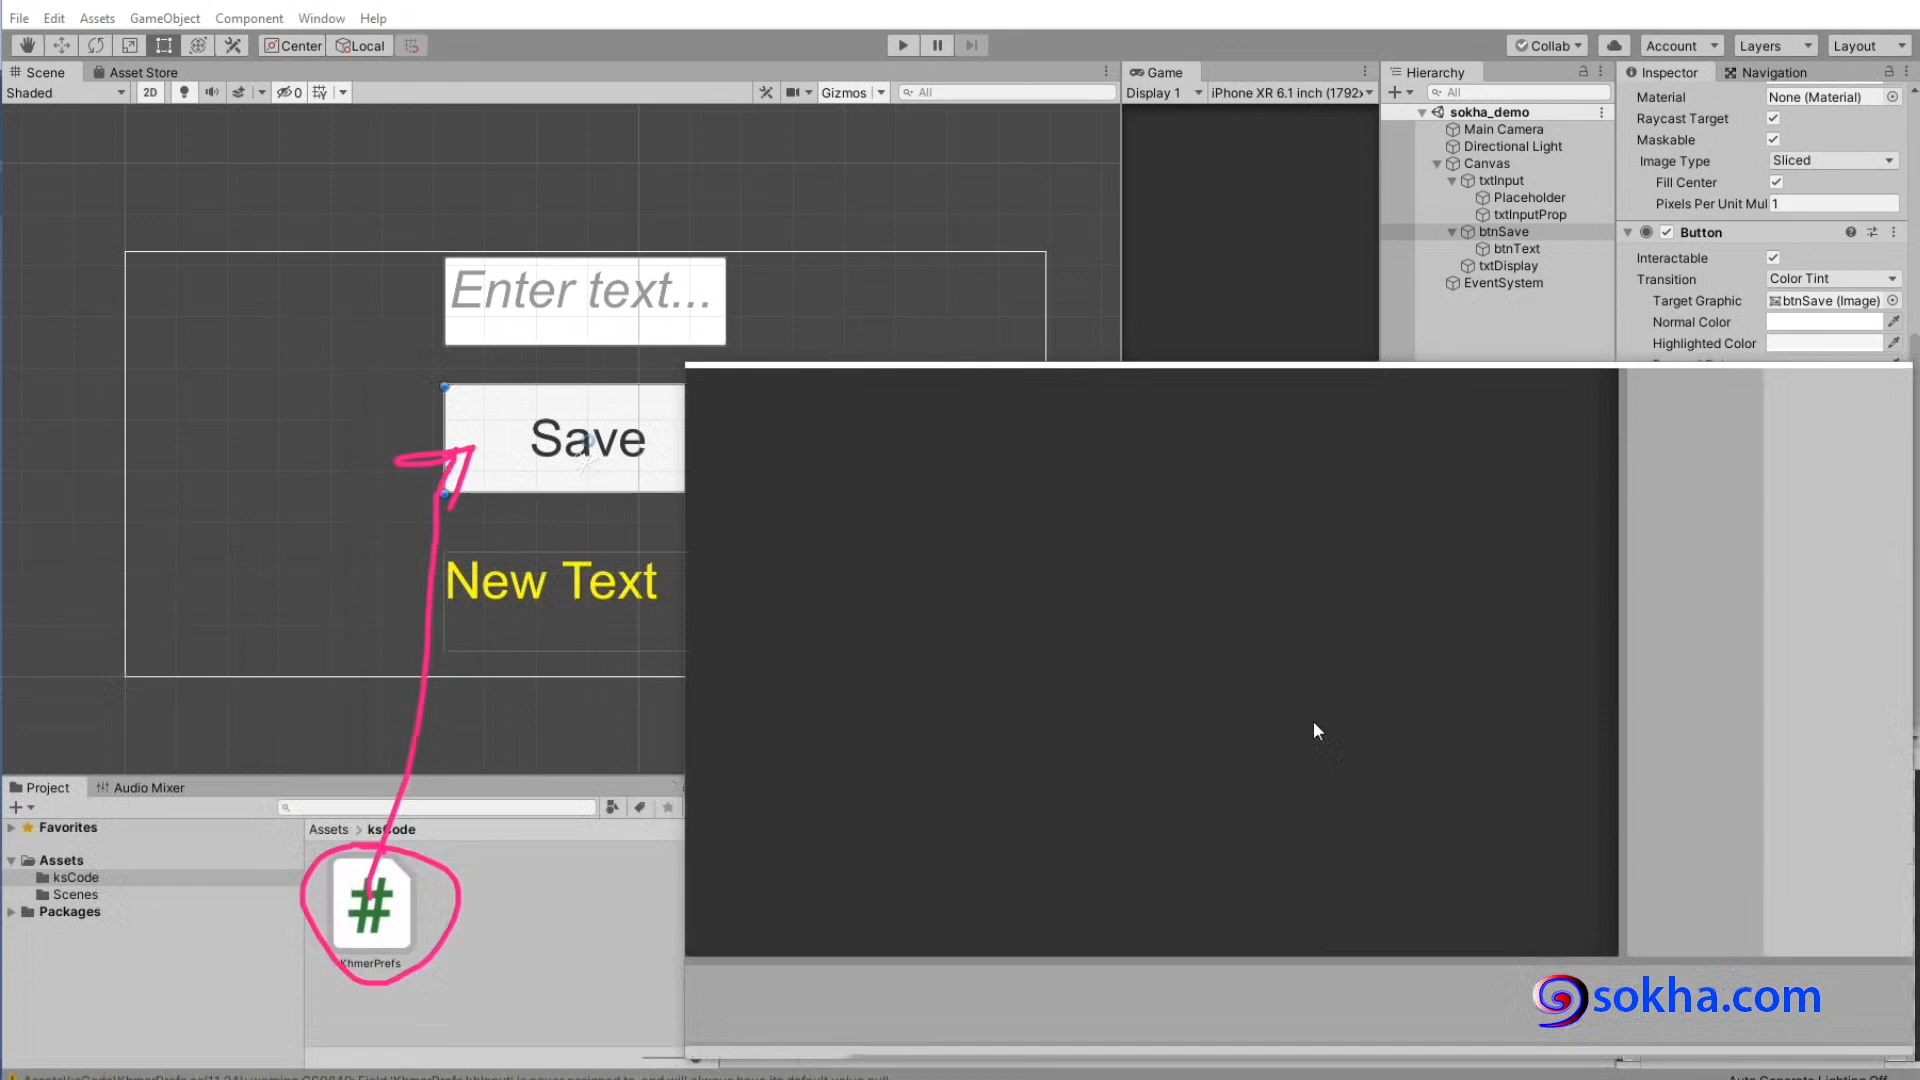 File Edit Assets GameObject Component Window Help
Center Local Collab Account Layers Layout
Scene Asset Store Game Hierarchy Inspector Navigation
Shaded 2D 0 Gizmos All Display 1 iPhone XR 6.1 inch (1792x All
Material None (Material)
sokha_demo
Raycast Target
Main Camera
Maskable
Directional Light
Image Type Sliced
Canvas
txtInput
Fill Center
Placeholder
Pixels Per Unit Mul 1
txtInputProp
btnSave
Button
btnText
Interactable
txtDisplay
Transition Color Tint
EventSystem
Target Graphic btnSave (Image)
Normal Color
Highlighted Color
Enter text...
Save
New Text
Project Audio Mixer
Favorites
Assets > ksCode
Assets
ksCode
Scenes
Packages
#
KhmerPrefs
sokha.com